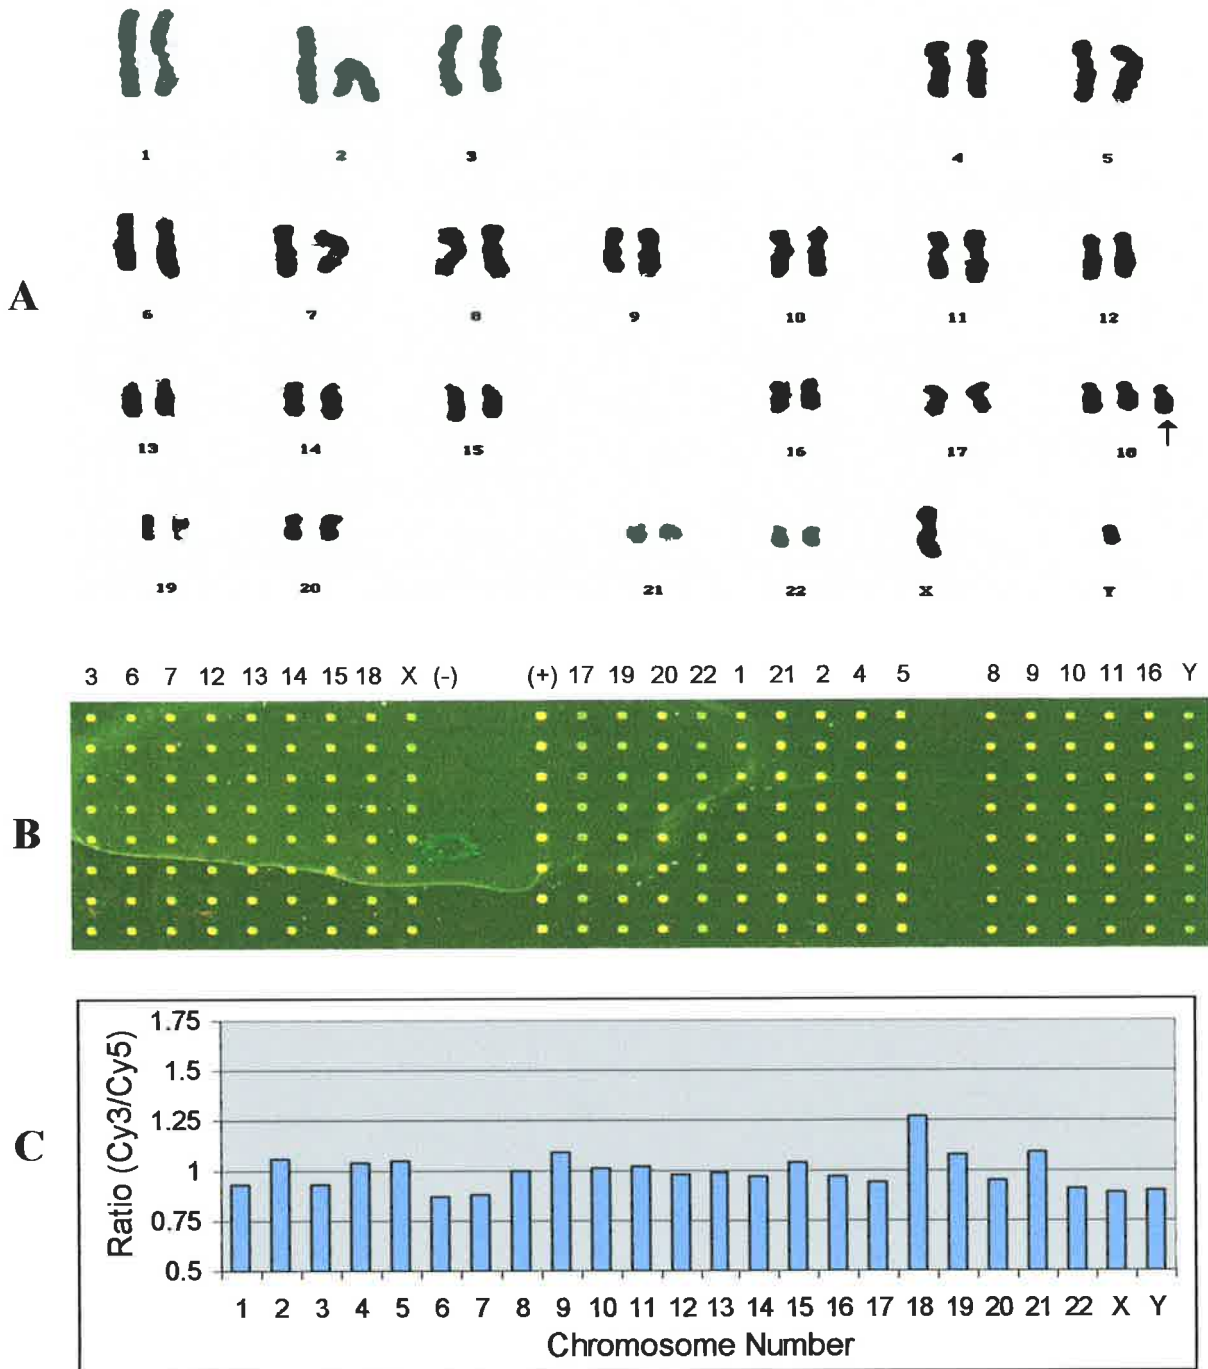 1 2 3 4 5
6 7 8 9 10 11 12
A
13 14 15 16 17 18
19 20 21 22 X Y
3 6 7 12 13 14 15 18 X (-) (+) 17 19 20 22 1 21 2 4 5 8 9 10 11 16 Y
B
C
Ratio (Cy3/Cy5)
1.75
1.5
1.25
1
0.75
0.5
1 2 3 4 5 6 7 8 9 10 11 12 13 14 15 16 17 18 19 20 21 22 X Y
Chromosome Number